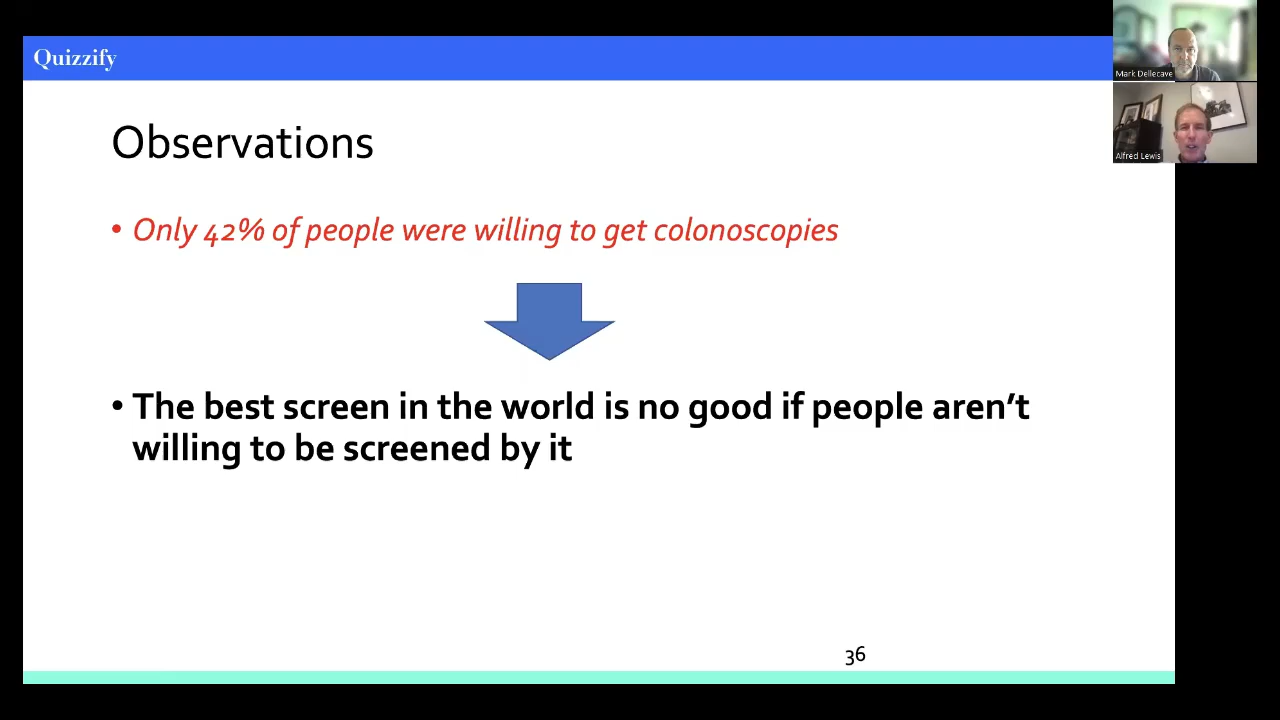 Quizzify
Mark Dellecave
Alfred Lewis
Observations
• Only 42% of people were willing to get colonoscopies
• The best screen in the world is no good if people aren’t
willing to be screened by it
36